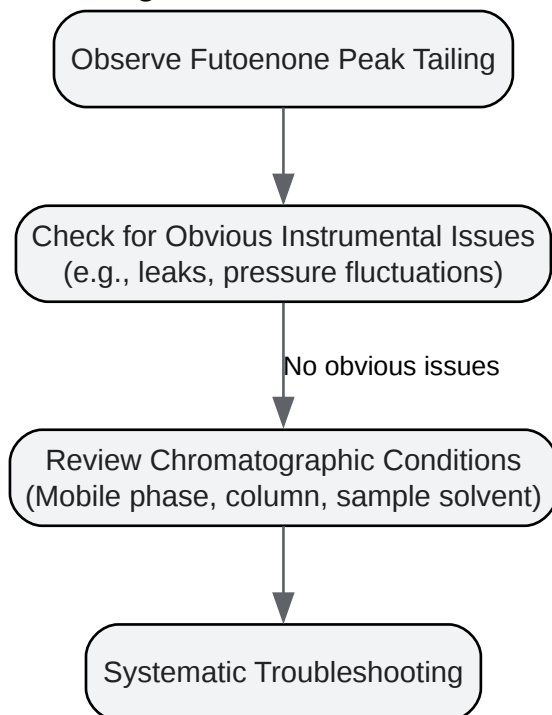 Observe Futoenone Peak Tailing
Check for Obvious Instrumental Issues
(e.g., leaks, pressure fluctuations)
No obvious issues
Review Chromatographic Conditions
(Mobile phase, column, sample solvent)
Systematic Troubleshooting